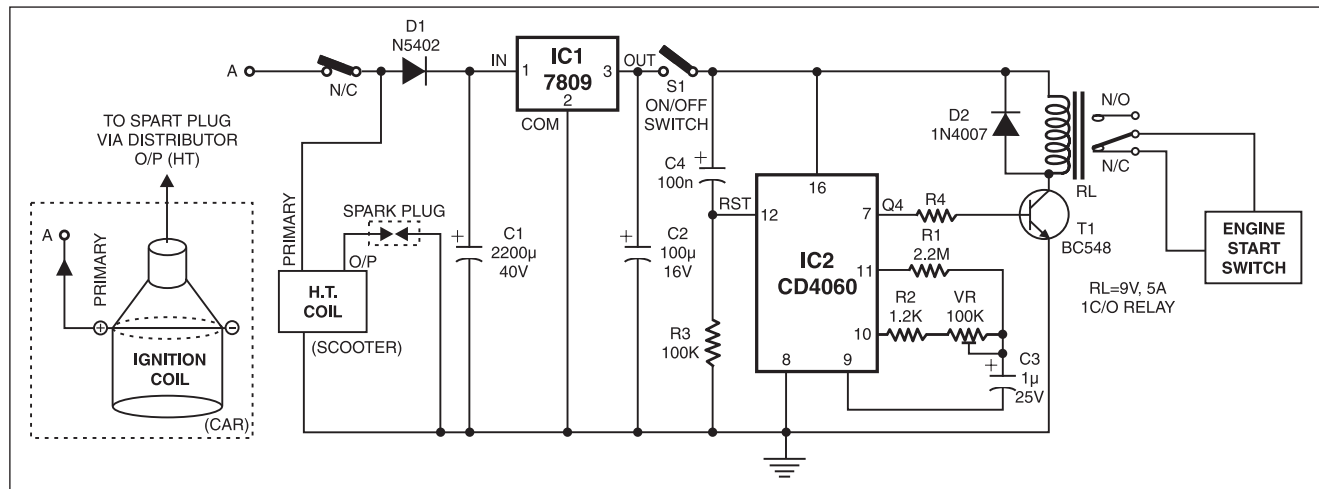 A
N/C
D1
N5402
IN
1
IC1
7809
2
3
OUT
COM
S1
ON/OFF
SWITCH
D2
1N4007
N/O
N/C
RL
TO SPART PLUG
VIA DISTRIBUTOR
O/P (HT)
A
PRIMARY
+
−
IGNITION
COIL
(CAR)
PRIMARY
SPARK PLUG
O/P
H.T.
COIL
(SCOOTER)
+
C1
2200µ
40V
+
C2
100µ
16V
+
C4
100n
RST
R3
100K
16
12
7
11
10
9
8
IC2
CD4060
Q4
R4
R1
2.2M
R2
1.2K
VR
100K
+
C3
1µ
25V
T1
BC548
RL=9V, 5A
1C/O RELAY
ENGINE
START
SWITCH